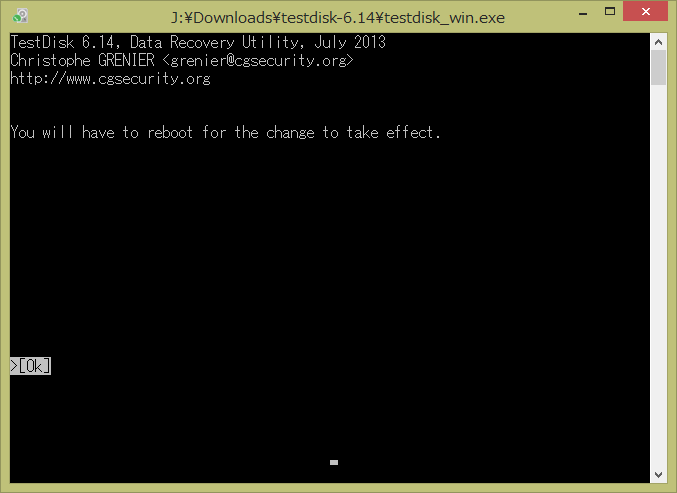 J:¥Downloads¥testdisk-6.14¥testdisk_win.exe
TestDisk 6.14, Data Recovery Utility, July 2013
Christophe GRENIER <grenier@cgsecurity.org>
http://www.cgsecurity.org
You will have to reboot for the change to take effect.
>[Ok]